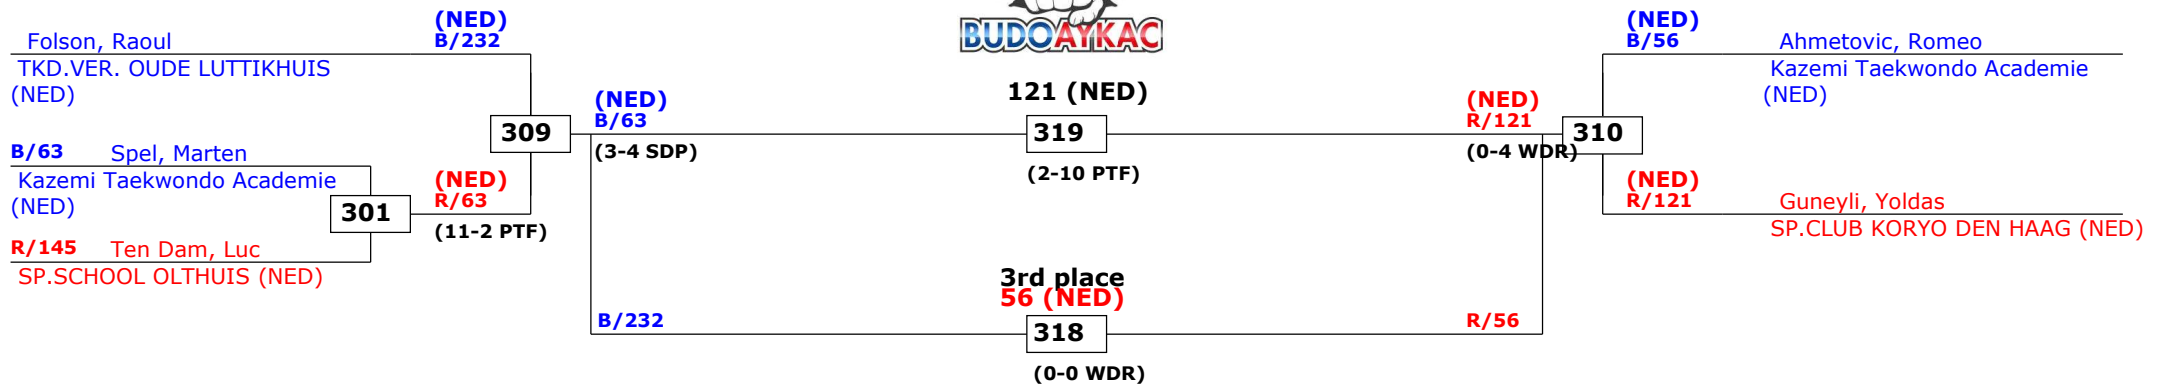 BUDOAYKAC
(NED)
B/232
Folson, Raoul
TKD.VER. OUDE LUTTIKHUIS
(NED)
B/63 Spel, Marten
Kazemi Taekwondo Academie
(NED)
R/145 Ten Dam, Luc
SP.SCHOOL OLTHUIS (NED)
301
(NED)
R/63
(11-2 PTF)
309
(NED)
B/63
(3-4 SDP)
121 (NED)
319
(2-10 PTF)
3rd place
56 (NED)
B/232
318
R/56
(0-0 WDR)
(NED)
R/121
(0-4 WDR)
310
(NED)
B/56
Ahmetovic, Romeo
Kazemi Taekwondo Academie
(NED)
(NED)
R/121
Guneyli, Yoldas
SP.CLUB KORYO DEN HAAG (NED)